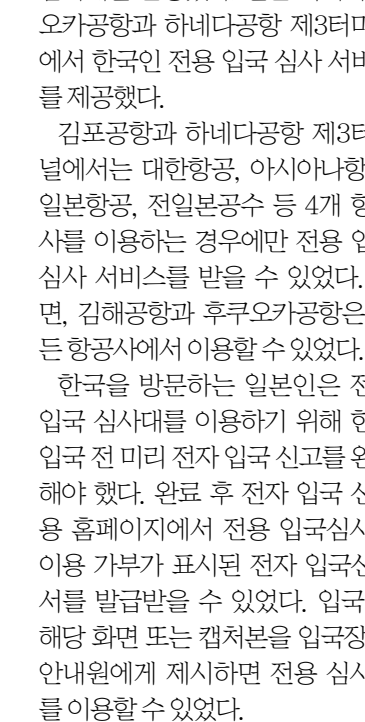 오카공항과 하네다공항 제3터미
에서 한국인 전용 입국 심사 서비
를 제공했다.
김포공항과 하네다공항 제3터
널에서는 대한항공, 아시아나항
일본항공, 전일본공수 등 4개 항
사를 이용하는 경우에만 전용 입
심사 서비스를 받을 수 있었다.
면, 김해공항과 후쿠오카공항은
든 항공사에서 이용할 수 있었다.
한국을 방문하는 일본인은 전
입국 심사대를 이용하기 위해 한
입국 전 미리 전자 입국 신고를 완
해야 했다. 완료 후 전자 입국 신
용 홈페이지에서 전용 입국심사
이용 가부가 표시된 전자 입국신
서를 발급받을 수 있었다. 입국
해당 화면 또는 캡처본을 입국장
안내원에게 제시하면 전용 심사
를 이용할 수 있었다.